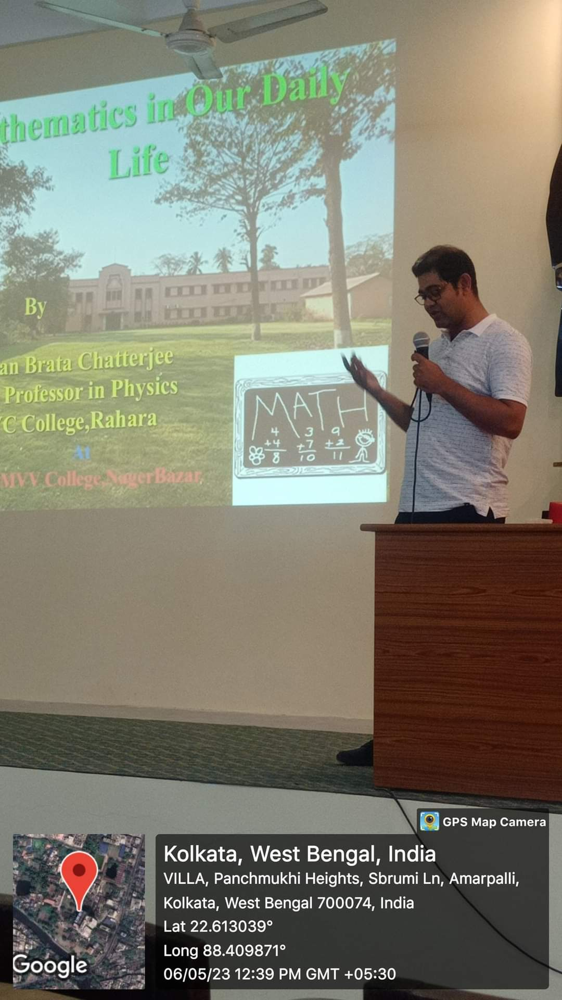 thematics in Our Daily
Life
By
an Brata Chatterjee
Professor in Physics
C College,Rahara
At
MVV College,NagerBazar,
MATH
4 3 9
+4 +7 +2
8 10 11
GPS Map Camera
Kolkata, West Bengal, India
VILLA, Panchmukhi Heights, Sbrumi Ln, Amarpalli,
Kolkata, West Bengal 700074, India
Lat 22.613039°
Long 88.409871°
06/05/23 12:39 PM GMT +05:30
Google